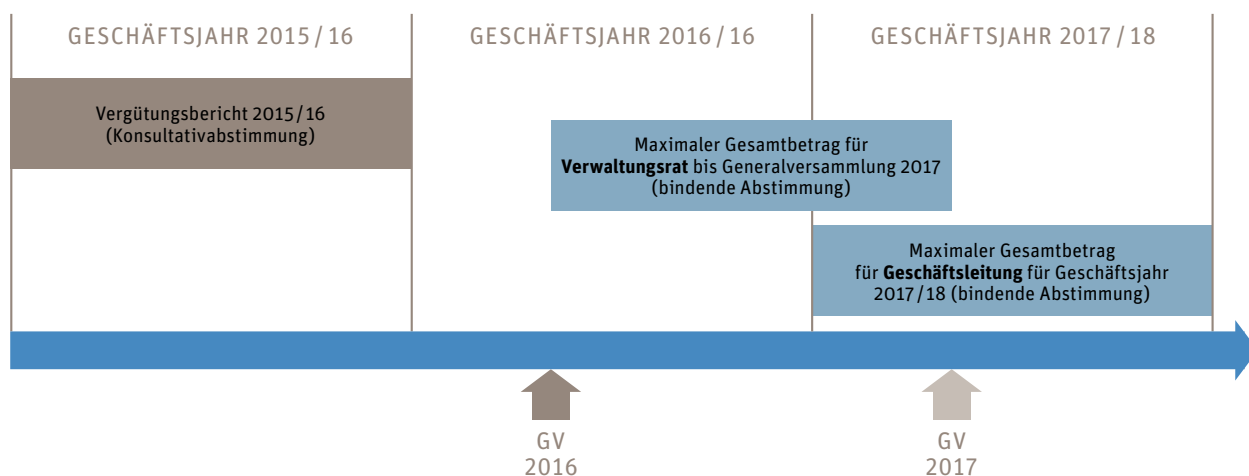 GESCHÄFTSJAHR 2015/16
GESCHÄFTSJAHR 2016/16
GESCHÄFTSJAHR 2017/18
Vergütungsbericht 2015/16
(Konsultativabstimmung)
Maximaler Gesamtbetrag für
Verwaltungsrat bis Generalversammlung 2017
(bindende Abstimmung)
Maximaler Gesamtbetrag
für Geschäftsleitung für Geschäftsjahr
2017/18 (bindende Abstimmung)
GV
2016
GV
2017